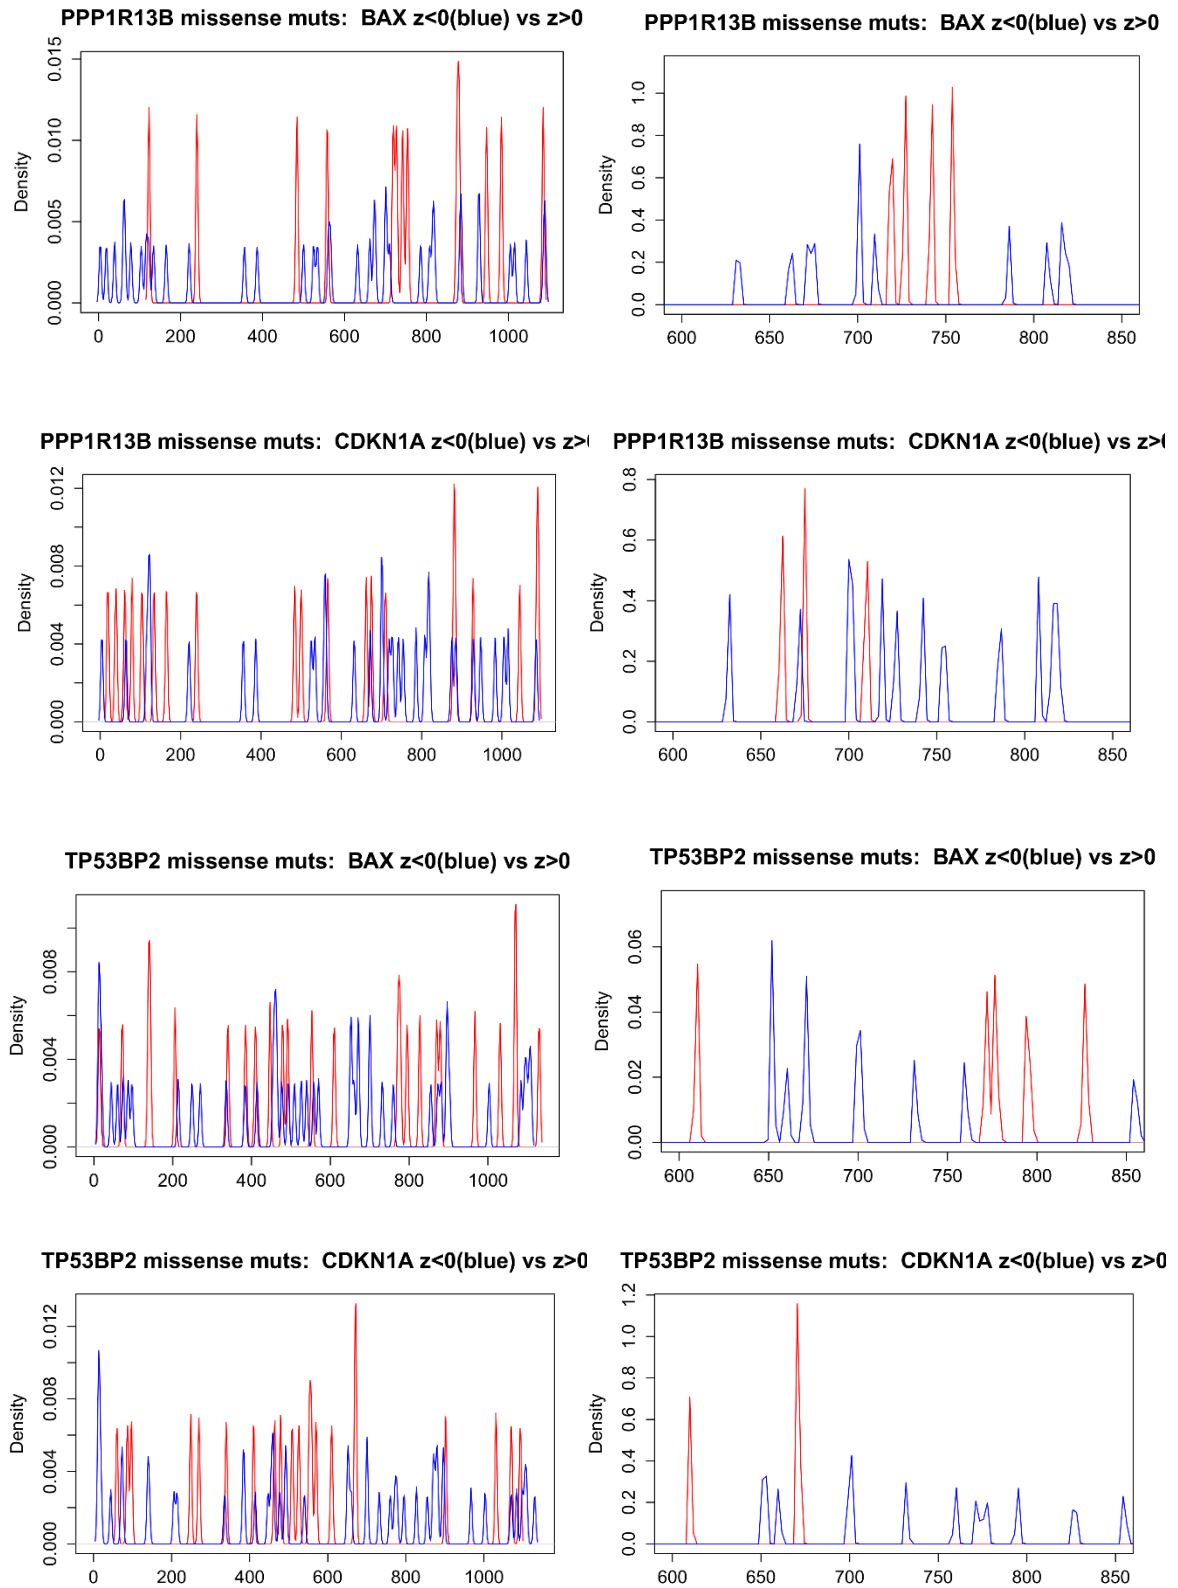 PPP1R13B missense muts:  BAX z<0(blue) vs z>0
Density
0.000 0.005 0.010 0.015
0 200 400 600 800 1000
PPP1R13B missense muts:  BAX z<0(blue) vs z>0
Density
0.0 0.2 0.4 0.6 0.8 1.0
600 650 700 750 800 850
PPP1R13B missense muts:  CDKN1A z<0(blue) vs z>
Density
0.000 0.004 0.008 0.012
0 200 400 600 800 1000
PPP1R13B missense muts:  CDKN1A z<0(blue) vs z>
Density
0.0 0.2 0.4 0.6 0.8
600 650 700 750 800 850
TP53BP2 missense muts:  BAX z<0(blue) vs z>0
Density
0.000 0.004 0.008
0 200 400 600 800 1000
TP53BP2 missense muts:  BAX z<0(blue) vs z>0
Density
0.00 0.02 0.04 0.06
600 650 700 750 800 850
TP53BP2 missense muts:  CDKN1A z<0(blue) vs z>0
Density
0.000 0.004 0.008 0.012
0 200 400 600 800 1000
TP53BP2 missense muts:  CDKN1A z<0(blue) vs z>0
Density
0.0 0.2 0.4 0.6 0.8 1.0 1.2
600 650 700 750 800 850